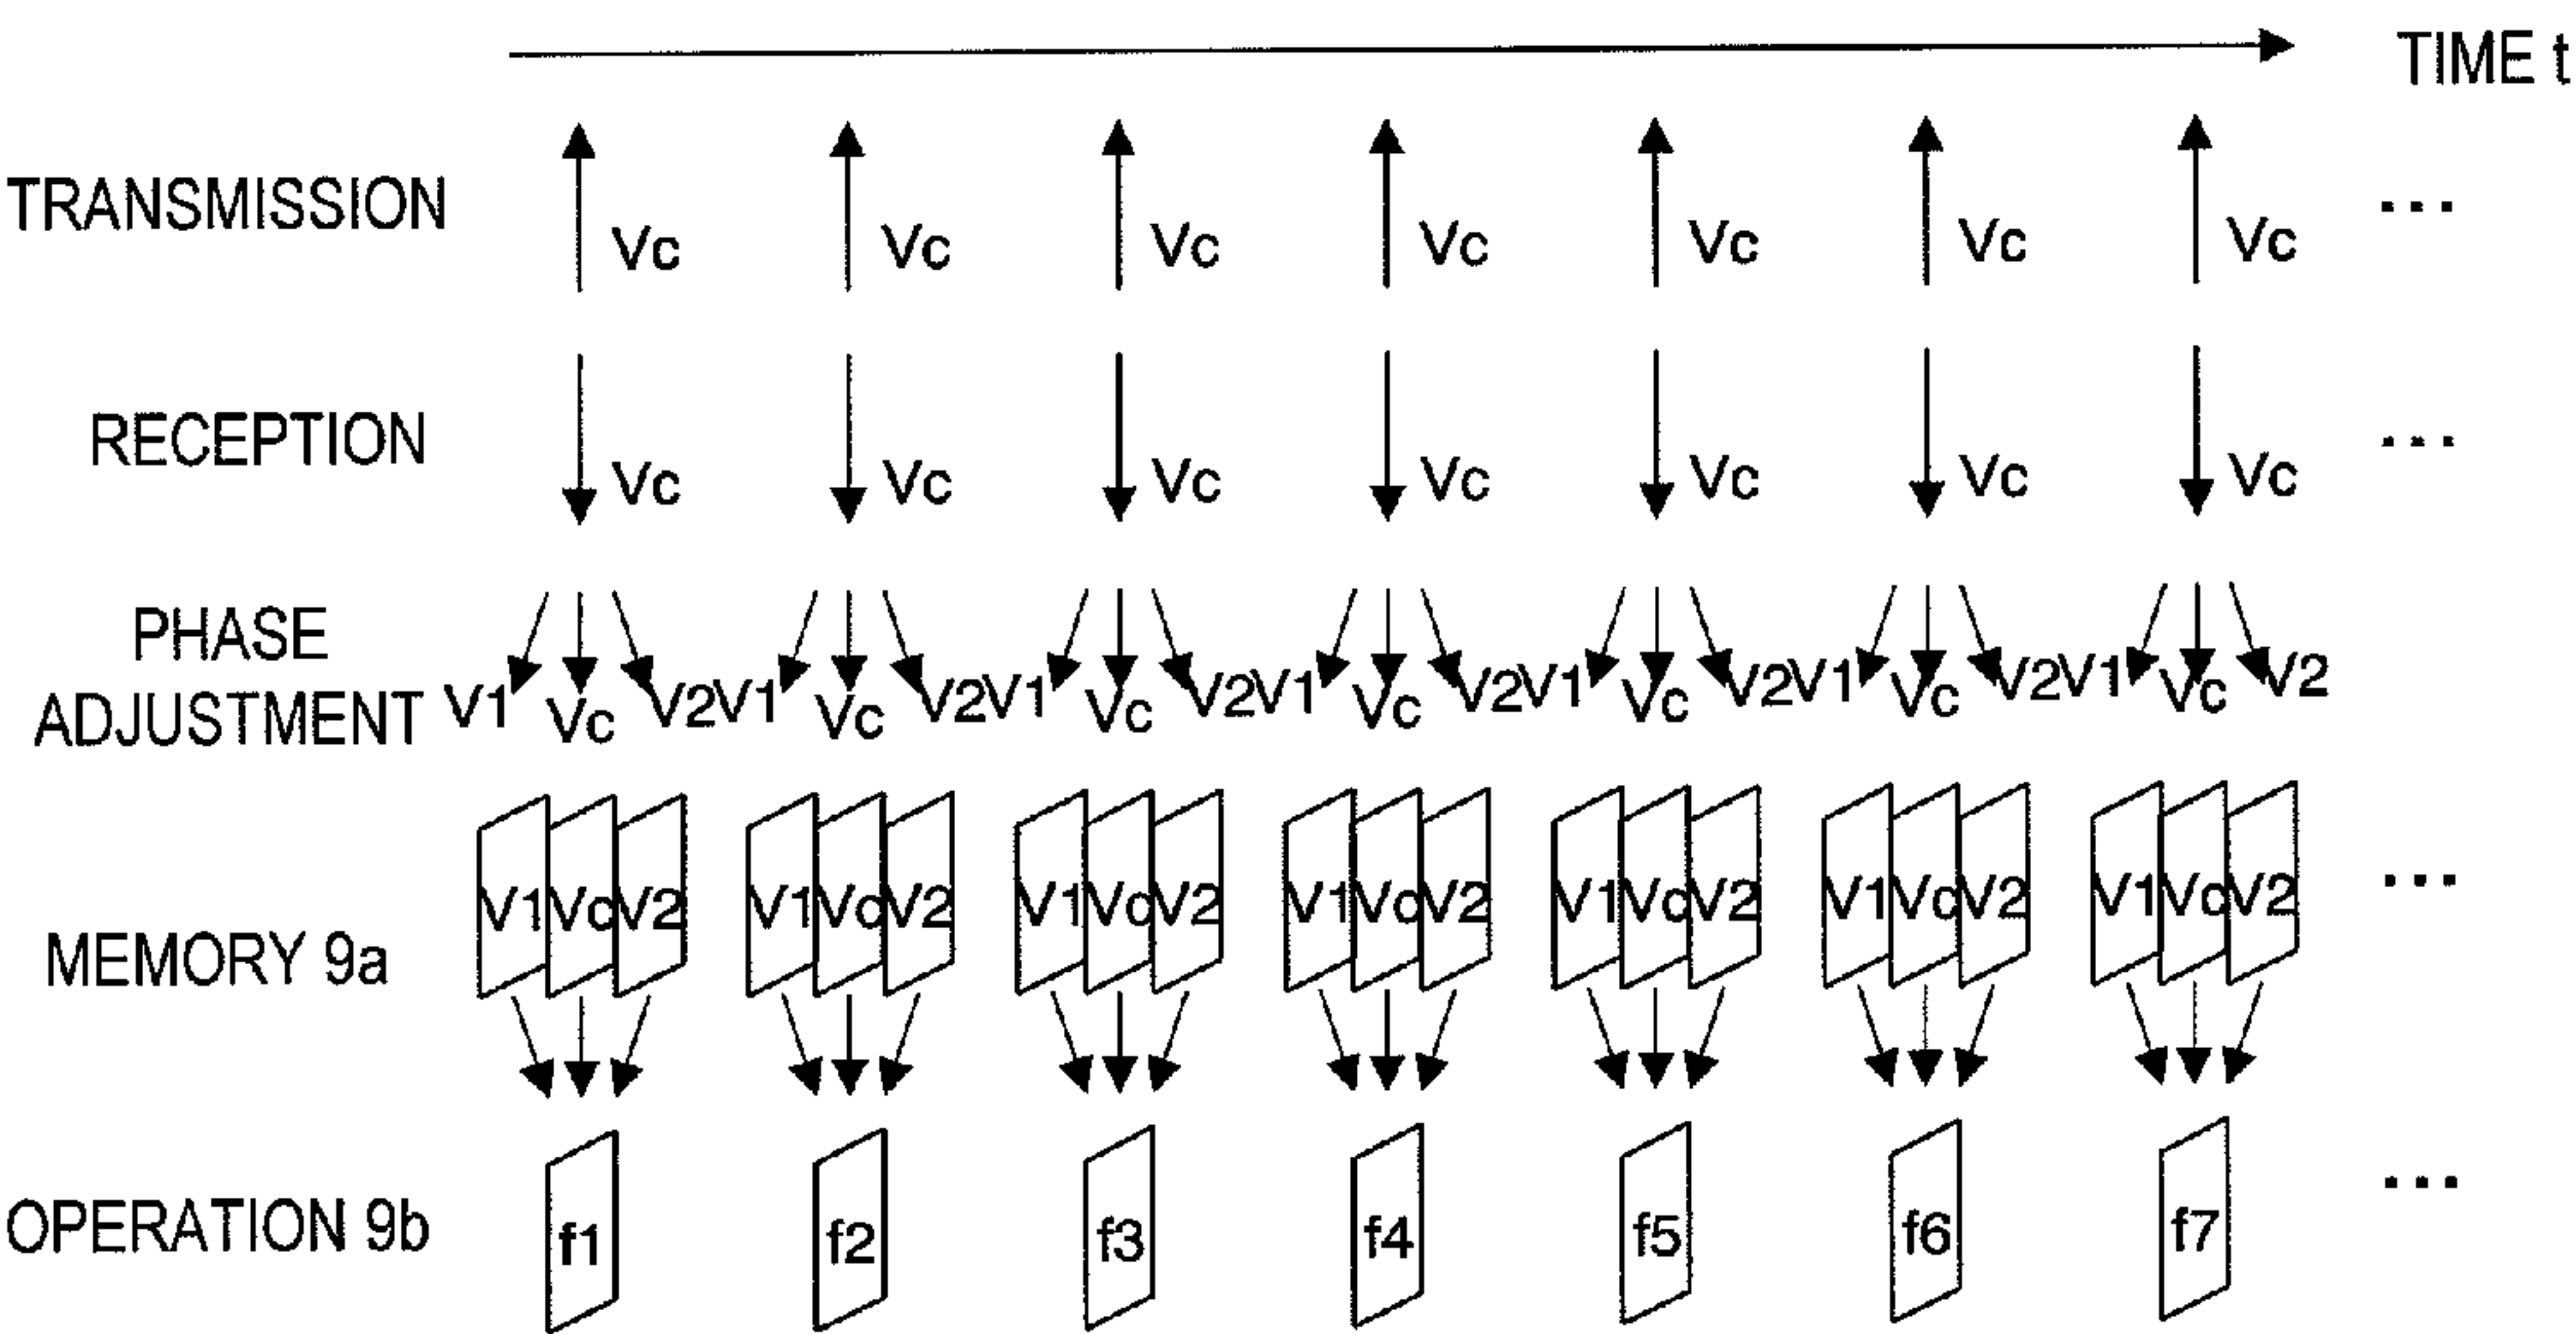 TIME t
TRANSMISSION Vc Vc Vc Vc Vc Vc Vc ...
RECEPTION Vc Vc Vc Vc Vc Vc Vc ...
PHASE
ADJUSTMENT V1 Vc V2 V1 Vc V2 V1 Vc V2 V1 Vc V2 V1 Vc V2 V1 Vc V2 V1 Vc V2
V1 Vc V2 V1 Vc V2 V1 Vc V2 V1 Vc V2 V1 Vc V2 V1 Vc V2 V1 Vc V2 ...
MEMORY 9a
OPERATION 9b f1 f2 f3 f4 f5 f6 f7 ...